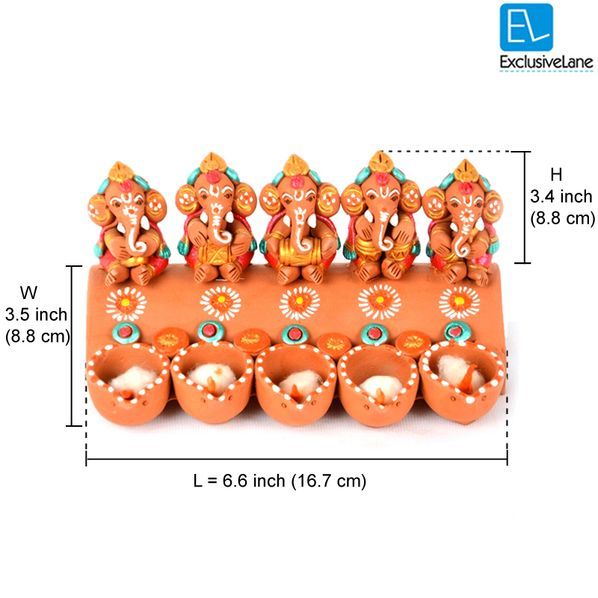 EL
ExclusiveLane
H
3.4 inch
(8.8 cm)
W
3.5 inch
(8.8 cm)
L = 6.6 inch (16.7 cm)